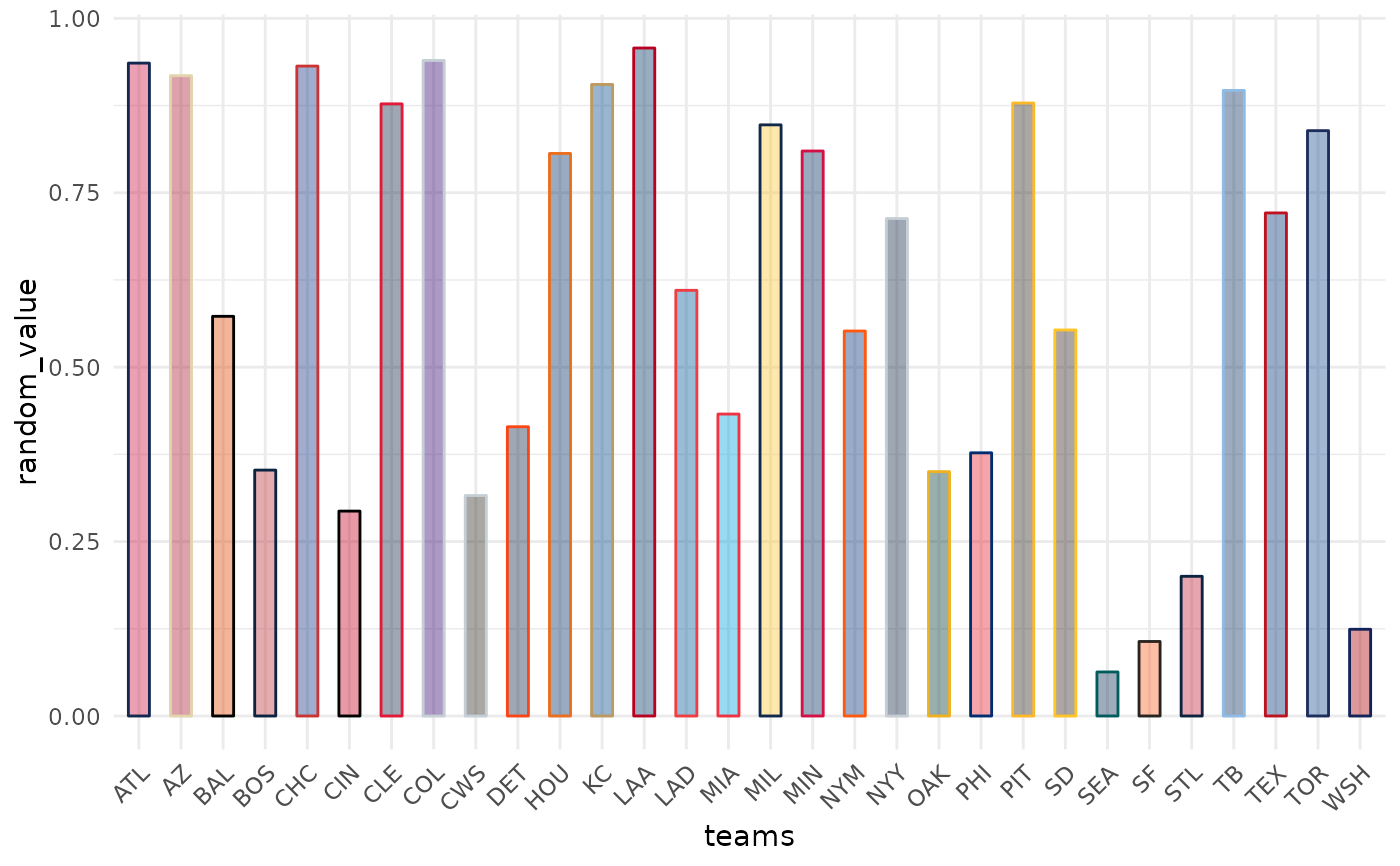 1.00
0.75
0.50
0.25
0.00
random_value
ATL AZ BAL BOS CHC CIN CLE COL CWS DET HOU KC LAA LAD MIA MIL MIN NYM NYY OAK PHI PIT SD SEA SF STL TB TEX TOR WSH
teams